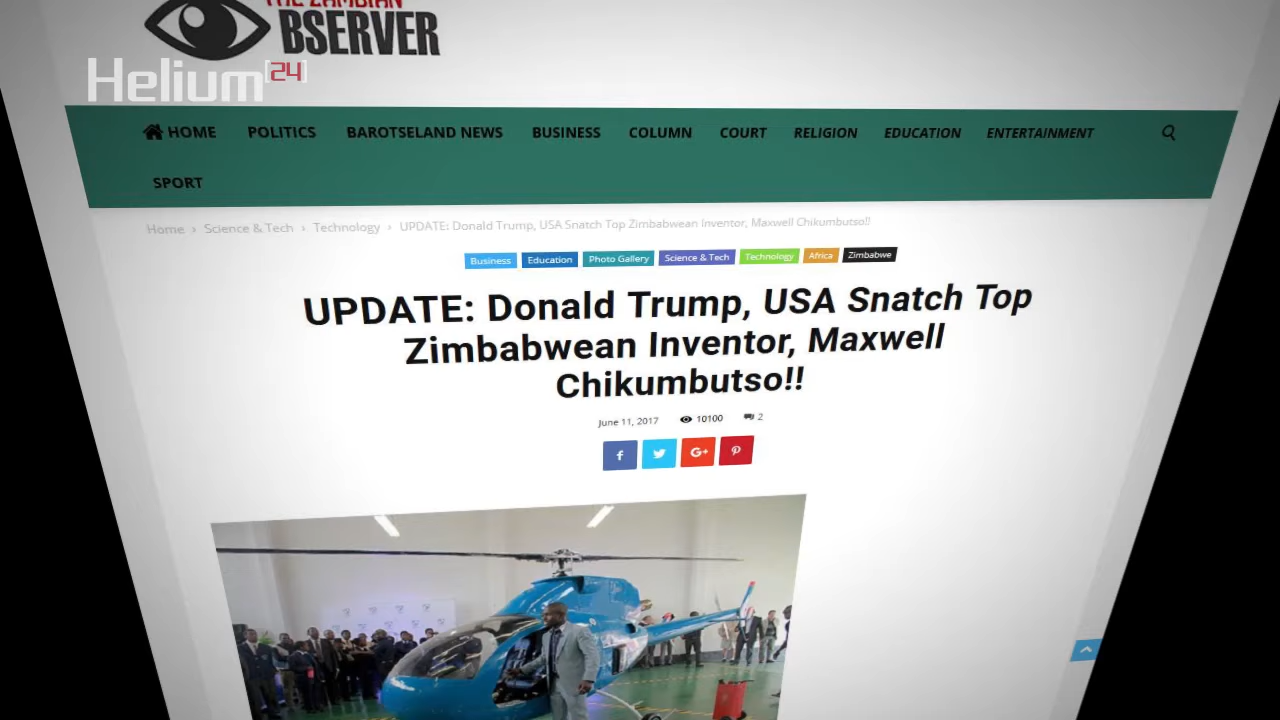 THE ZAMBIAN
BSERVER
Helium[24]
HOME POLITICS BAROTSELAND NEWS BUSINESS COLUMN COURT RELIGION EDUCATION ENTERTAINMENT
SPORT
Home › Science & Tech › Technology › UPDATE: Donald Trump, USA Snatch Top Zimbabwean Inventor, Maxwell Chikumbutso!!
Business Education Photo Gallery Science & Tech Technology Africa Zimbabwe
UPDATE: Donald Trump, USA Snatch Top
Zimbabwean Inventor, Maxwell
Chikumbutso!!
June 11, 2017 10100 2
f G+